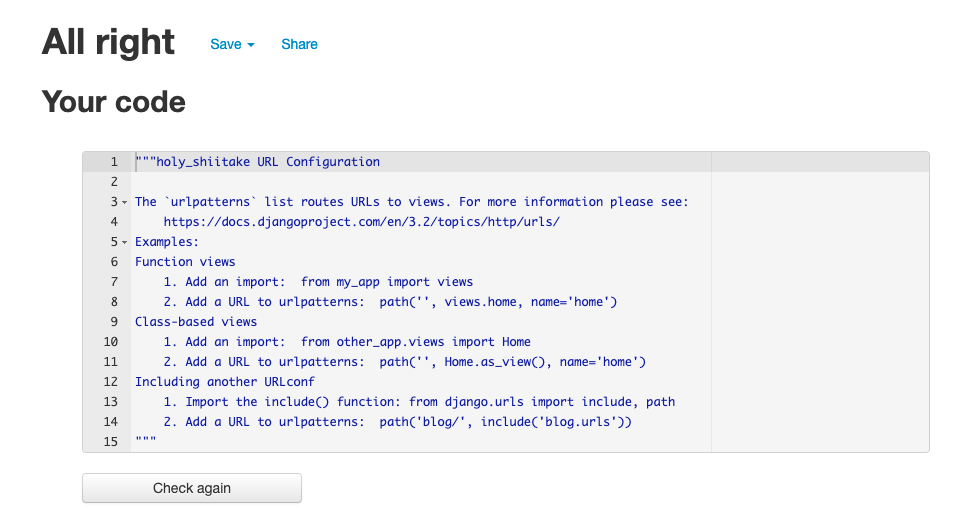 All right Save Share
Your code
1 """holy_shiitake URL Configuration
2
3 The `urlpatterns` list routes URLs to views. For more information please see:
4     https://docs.djangoproject.com/en/3.2/topics/http/urls/
5 Examples:
6 Function views
7     1. Add an import:  from my_app import views
8     2. Add a URL to urlpatterns:  path('', views.home, name='home')
9 Class-based views
10     1. Add an import:  from other_app.views import Home
11     2. Add a URL to urlpatterns:  path('', Home.as_view(), name='home')
12 Including another URLconf
13     1. Import the include() function: from django.urls import include, path
14     2. Add a URL to urlpatterns:  path('blog/', include('blog.urls'))
15 """
Check again